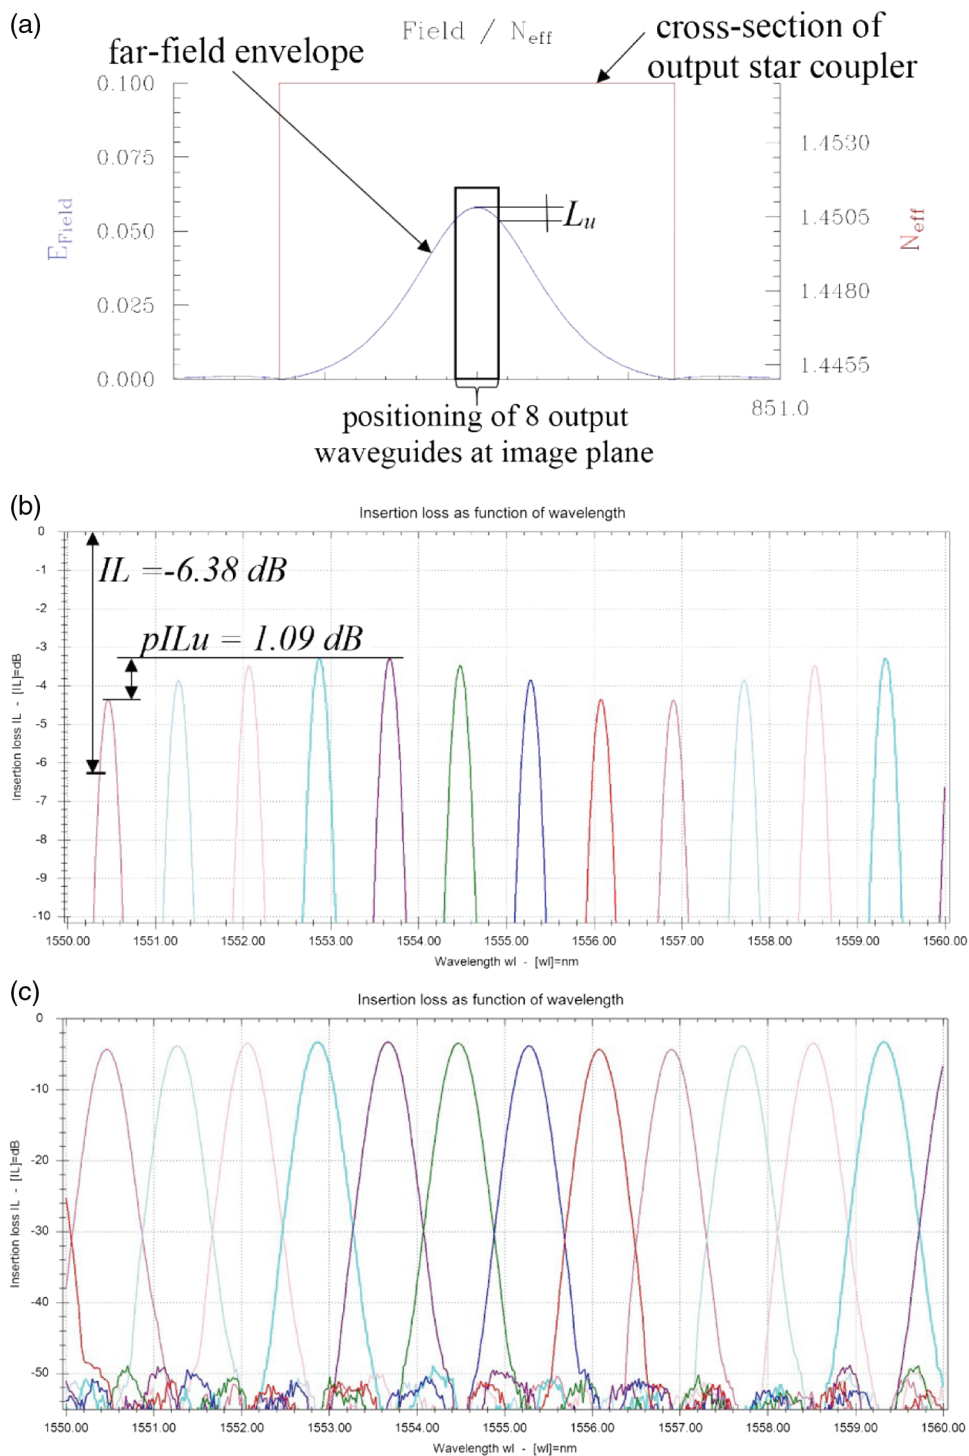 (a)
Field / Neff
cross-section of
output star coupler
far-field envelope
0.100
0.075
0.050
0.025
0.000
EField
1.4530
1.4505
1.4480
1.4455
Neff
Lu
851.0
positioning of 8 output
waveguides at image plane
(b)
Insertion loss as function of wavelength
IL =-6.38 dB
pILu = 1.09 dB
0
-1
-2
-3
-4
-5
-6
-7
-8
-9
-10
Insertion loss IL - [IL]=dB
1550.00 1551.00 1552.00 1553.00 1554.00 1555.00 1556.00 1557.00 1558.00 1559.00 1560.00
Wavelength wl - [wl]=nm
(c)
Insertion loss as function of wavelength
0
-10
-20
-30
-40
-50
Insertion loss IL - [IL]=dB
1550.00 1551.00 1552.00 1553.00 1554.00 1555.00 1556.00 1557.00 1558.00 1559.00 1560.00
Wavelength wl - [wl]=nm